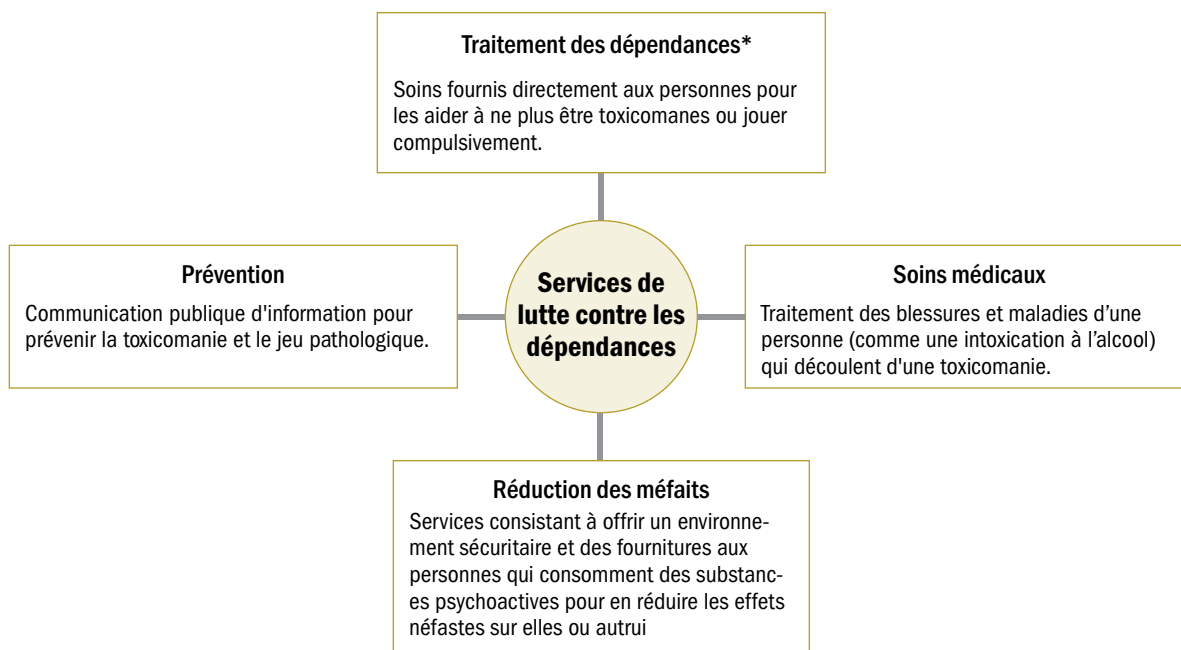 Traitement des dépendances*
Soins fournis directement aux personnes pour
les aider à ne plus être toxicomanes ou jouer
compulsivement.
Prévention
Communication publique d'information pour
prévenir la toxicomanie et le jeu pathologique.
Services de
lutte contre les
dépendances
Soins médicaux
Traitement des blessures et maladies d’une
personne (comme une intoxication à l’alcool)
qui découlent d'une toxicomanie.
Réduction des méfaits
Services consistant à offrir un environne-
ment sécuritaire et des fournitures aux
personnes qui consomment des substanc-
es psychoactives pour en réduire les effets
néfastes sur elles ou autrui